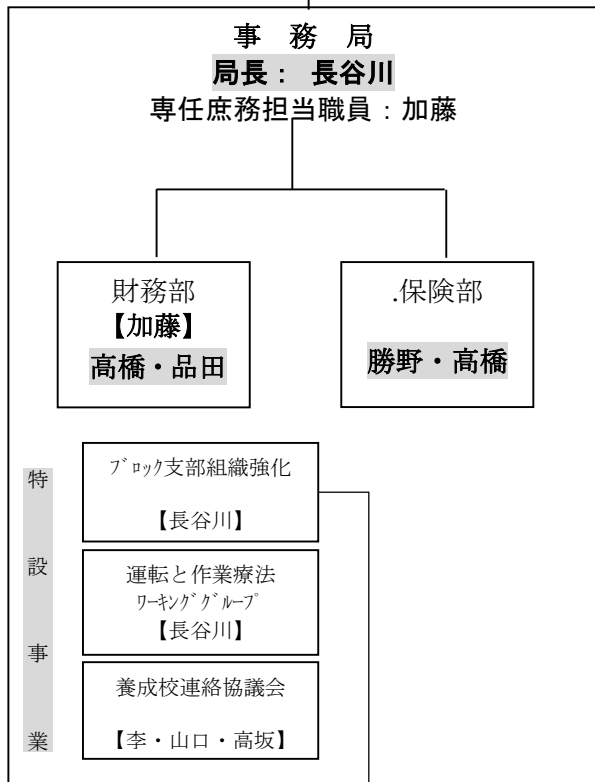 事 務 局
局長： 長谷川
専任庶務担当職員：加藤
財務部
【加藤】
高橋・品田
.保険部
勝野・高橋
特設事業
ﾌﾞﾛｯｸ支部組織強化
【長谷川】
運転と作業療法
ﾜｰｷﾝｸﾞｸﾞﾙｰﾌﾟ
【長谷川】
養成校連絡協議会
【李・山口・高坂】